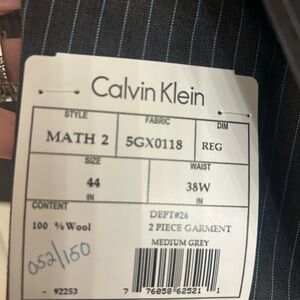 Calvin Klein
STYLE FABRIC DIM
MATH 2 5GX0118 REG
SIZE WAIST
44 38W
IN IN
CONTENT DEPT#26
100 %Wool 2 PIECE GARMENT
MEDIUM GREY
052/150
- 92253 7 76058 62521 1